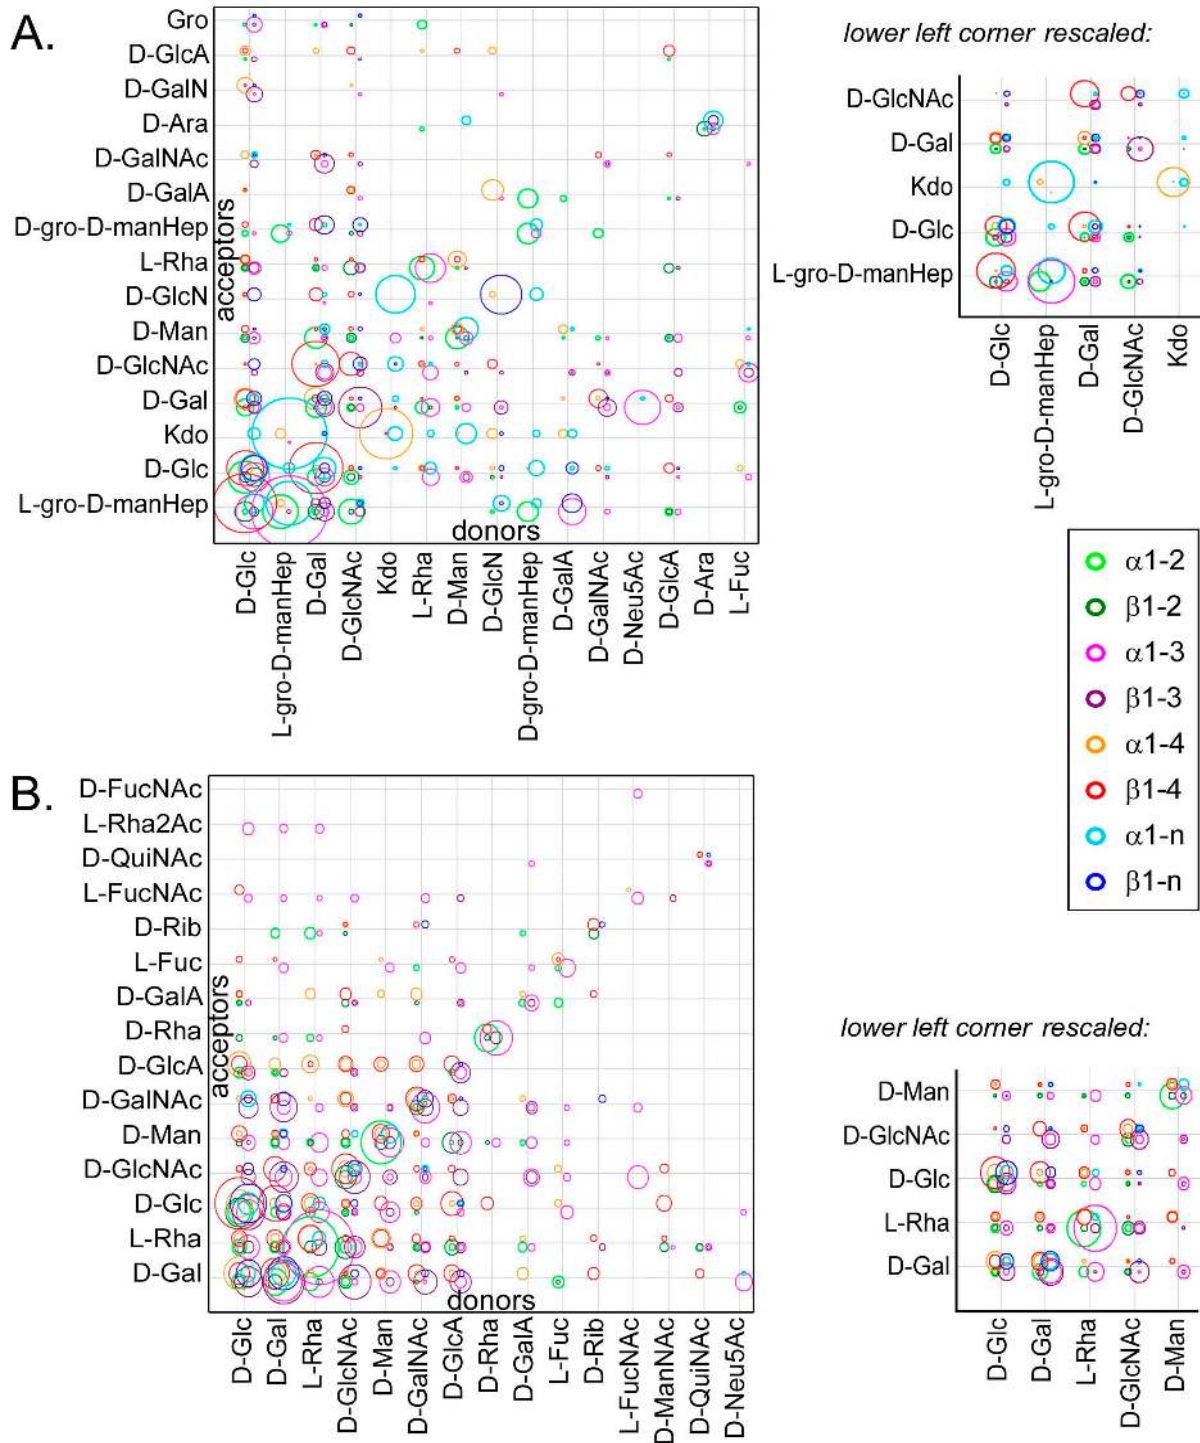 A.
Gro
D-GlcA
D-GalN
D-Ara
D-GalNAc
D-GalA
D-gro-D-manHep
L-Rha
D-GlcN
D-Man
D-GlcNAc
D-Gal
Kdo
D-Glc
L-gro-D-manHep
acceptors
donors
D-Glc
L-gro-D-manHep
D-Gal
D-GlcNAc
Kdo
L-Rha
D-Man
D-GlcN
D-gro-D-manHep
D-GalA
D-GalNAc
D-Neu5Ac
D-GlcA
D-Ara
L-Fuc
lower left corner rescaled:
D-GlcNAc
D-Gal
Kdo
D-Glc
L-gro-D-manHep
D-Glc
L-gro-D-manHep
D-Gal
D-GlcNAc
Kdo
α1-2
β1-2
α1-3
β1-3
α1-4
β1-4
α1-n
β1-n
B.
D-FucNAc
L-Rha2Ac
D-QuiNAc
L-FucNAc
D-Rib
L-Fuc
D-GalA
D-Rha
D-GlcA
D-GalNAc
D-Man
D-GlcNAc
D-Glc
L-Rha
D-Gal
acceptors
donors
D-Glc
D-Gal
L-Rha
D-GlcNAc
D-Man
D-GalNAc
D-GlcA
D-Rha
D-GalA
L-Fuc
D-Rib
L-FucNAc
D-ManNAc
D-QuiNAc
D-Neu5Ac
lower left corner rescaled:
D-Man
D-GlcNAc
D-Glc
L-Rha
D-Gal
D-Glc
D-Gal
L-Rha
D-GlcNAc
D-Man